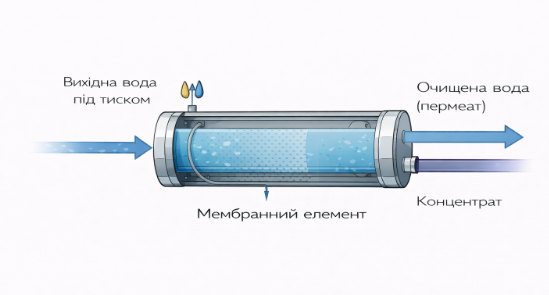 Вихідна вода
під тиском
Очищена вода
(пермеат)
Мембранний елемент
Концентрат